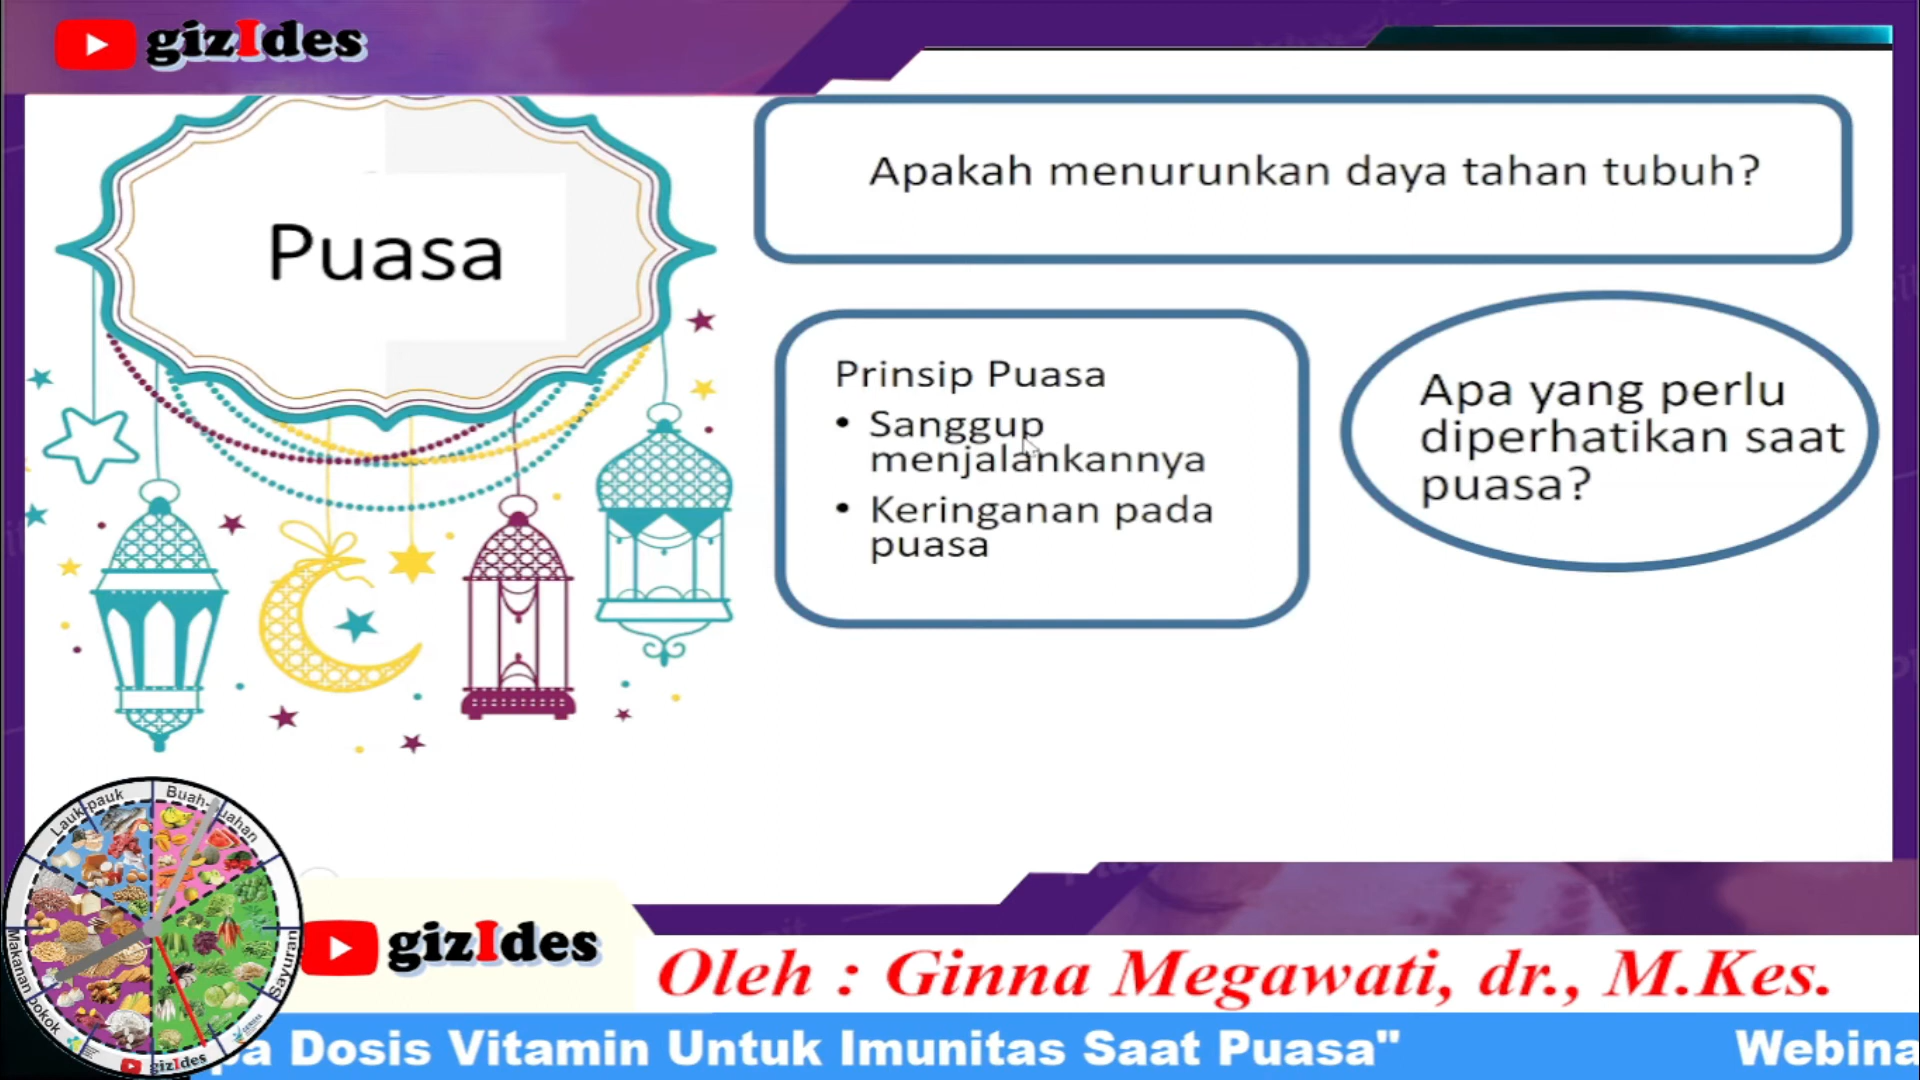 gizIdes
Puasa
Apakah menurunkan daya tahan tubuh?
Prinsip Puasa
• Sanggup
menjalankannya
• Keringanan pada
puasa
Apa yang perlu
diperhatikan saat
puasa?
Lauk-pauk
Buah-buahan
Sayuran
Makanan pokok
gizIdes
gizIdes
Oleh : Ginna Megawati, dr., M.Kes.
Dosis Vitamin Untuk Imunitas Saat Puasa"
Webina